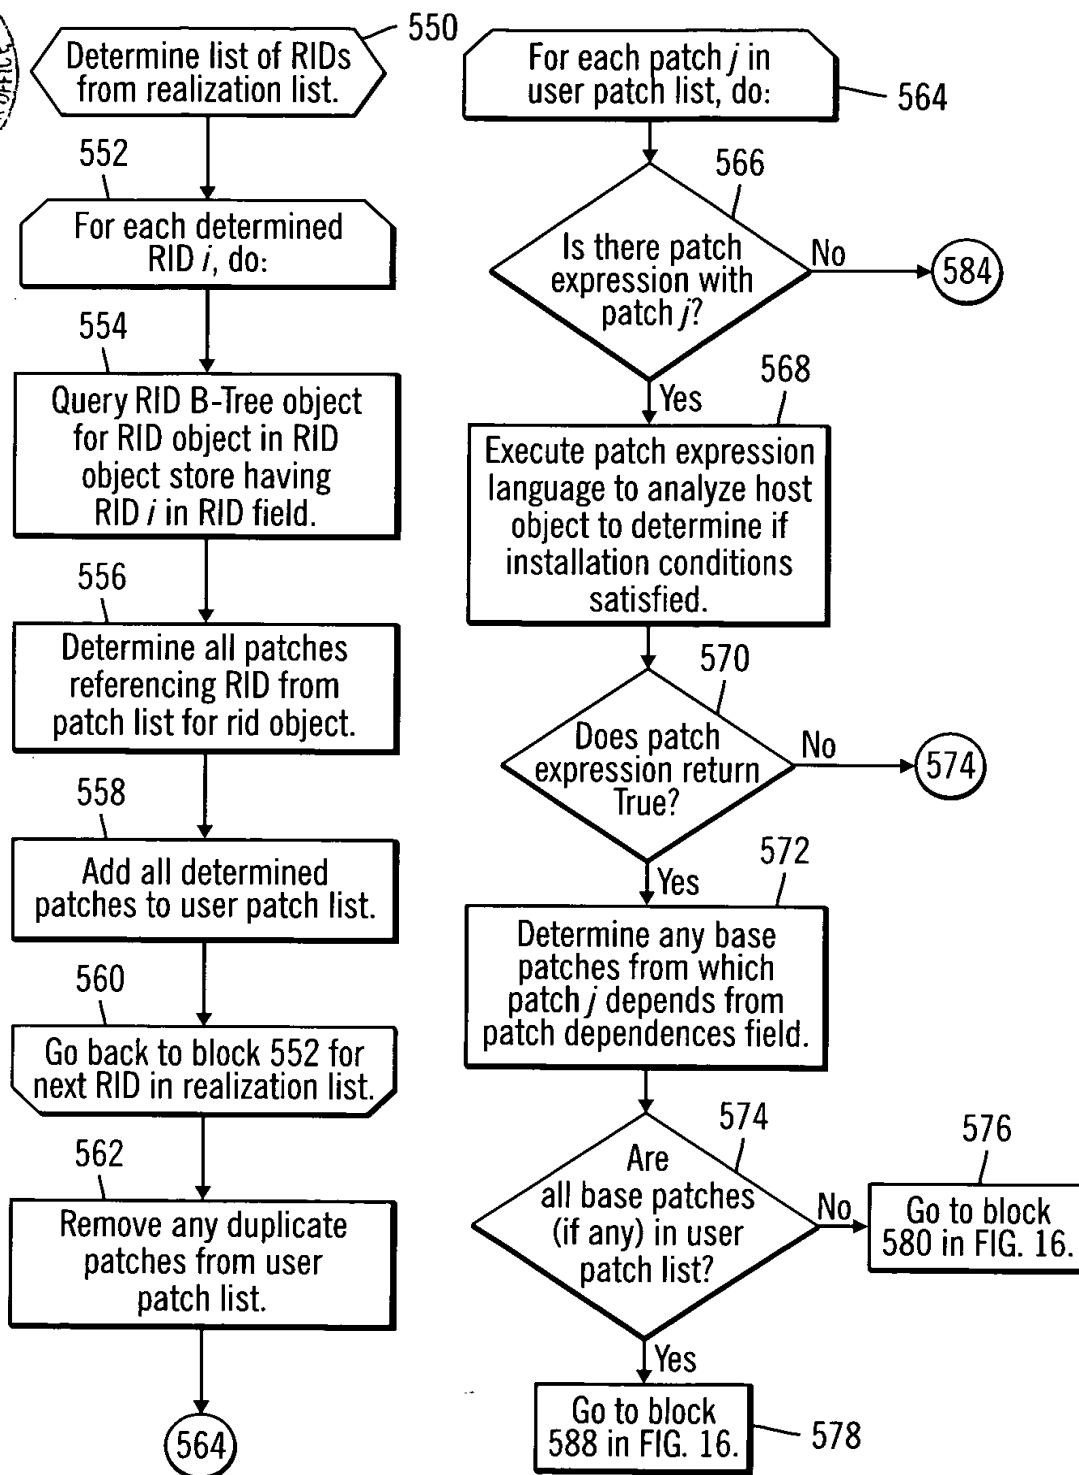 550
Determine list of RIDs
from realization list.
552
For each determined
RID i, do:
554
Query RID B-Tree object
for RID object in RID
object store having
RID i in RID field.
556
Determine all patches
referencing RID from
patch list for rid object.
558
Add all determined
patches to user patch list.
560
Go back to block 552 for
next RID in realization list.
562
Remove any duplicate
patches from user
patch list.
564
For each patch j in
user patch list, do:
564
566
Is there patch
expression with
patch j?
No
584
Yes
568
Execute patch expression
language to analyze host
object to determine if
installation conditions
satisfied.
570
Does patch
expression return
True?
No
574
Yes
572
Determine any base
patches from which
patch j depends from
patch dependences field.
574
Are
all base patches
(if any) in user
patch list?
No
576
Go to block
580 in FIG. 16.
Yes
Go to block
588 in FIG. 16.
578